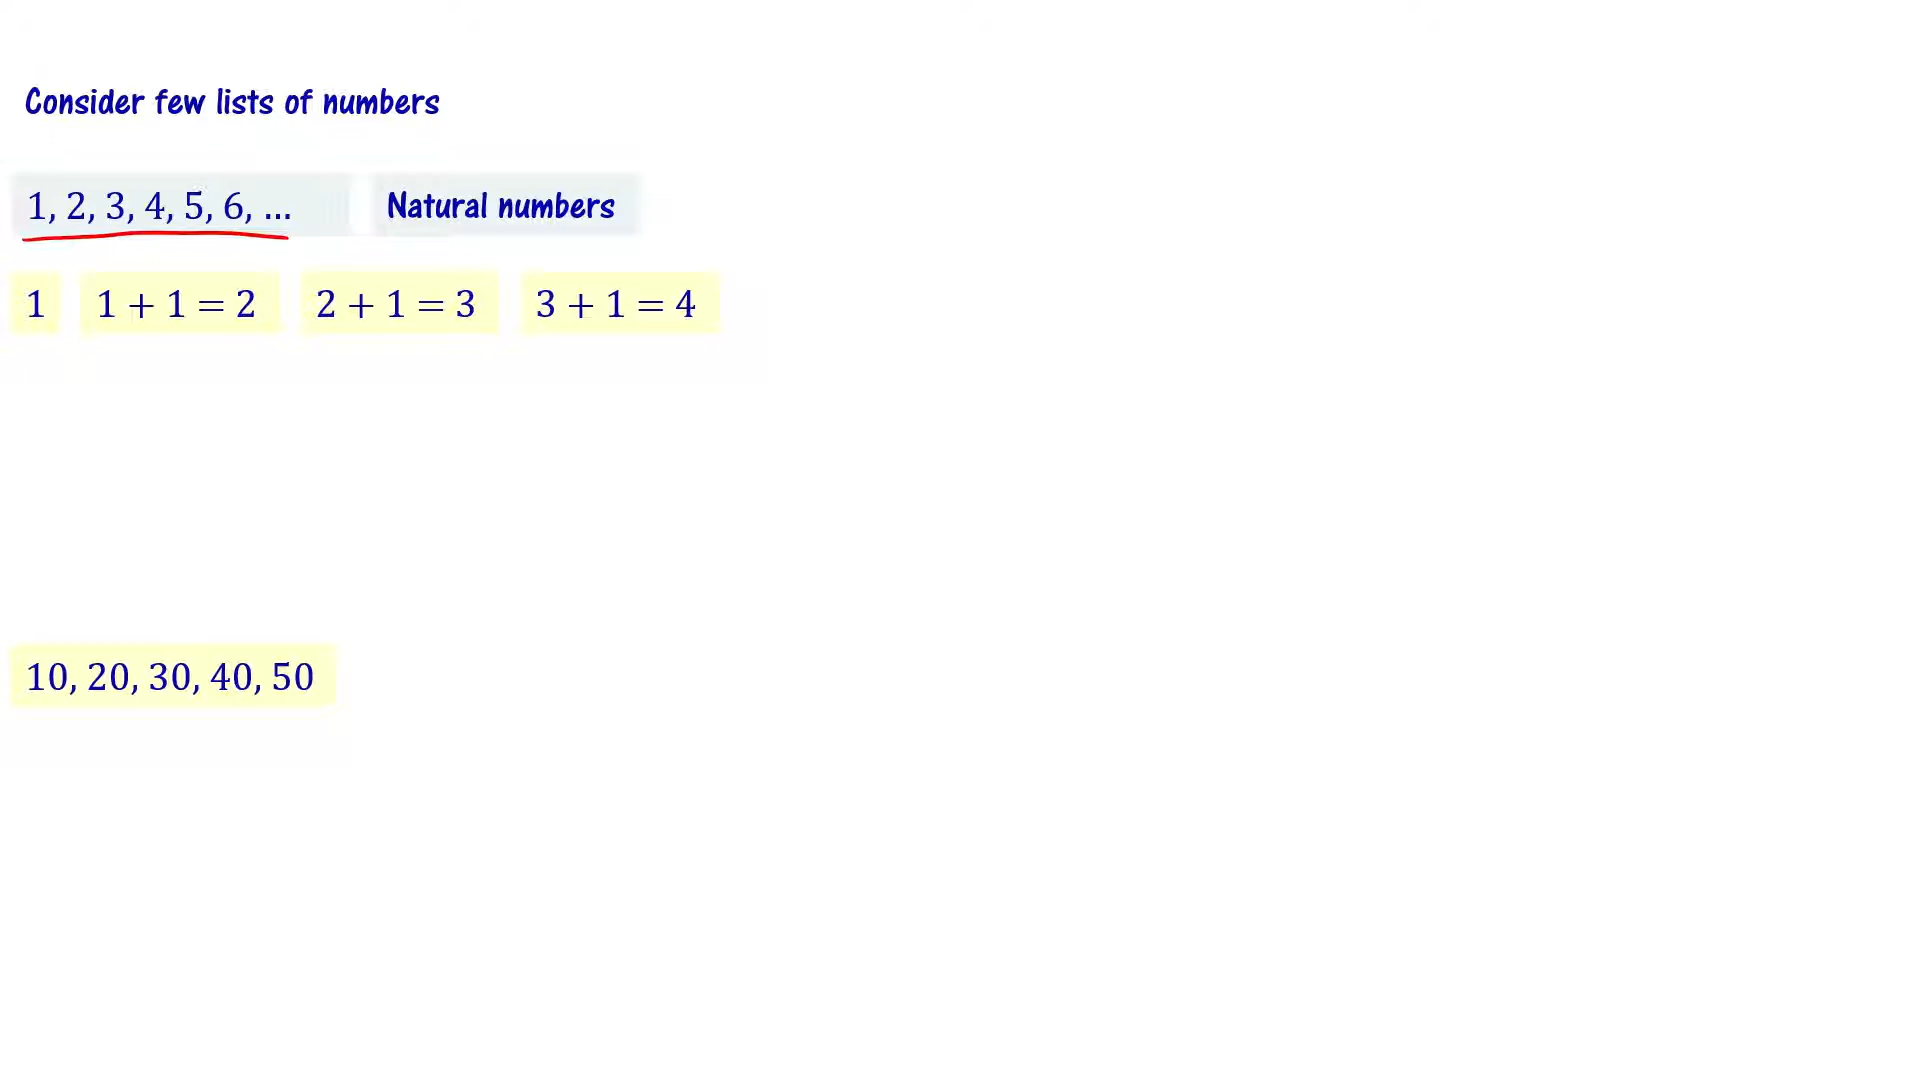 Consider few lists of numbers
1, 2, 3, 4, 5, 6, ... Natural numbers
1 1 + 1 = 2 2 + 1 = 3 3 + 1 = 4
10, 20, 30, 40, 50